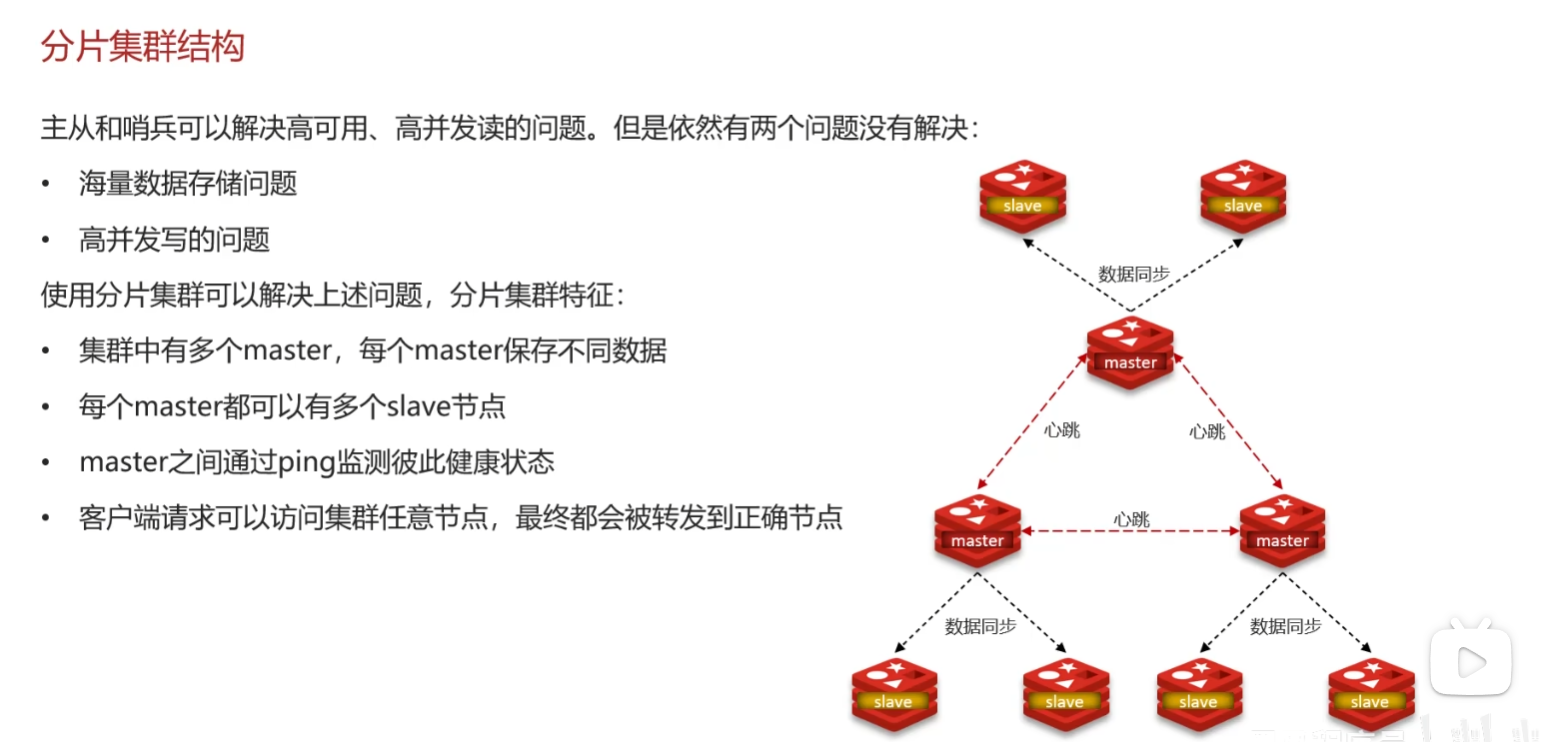 分片集群结构
主从和哨兵可以解决高可用、高并发读的问题。但是依然有两个问题没有解决：
• 海量数据存储问题
• 高并发写的问题
使用分片集群可以解决上述问题，分片集群特征：
• 集群中有多个master，每个master保存不同数据
• 每个master都可以有多个slave节点
• master之间通过ping监测彼此健康状态
• 客户端请求可以访问集群任意节点，最终都会被转发到正确节点
slave
slave
数据同步
master
心跳
心跳
master
心跳
master
数据同步
数据同步
slave
slave
slave
slave